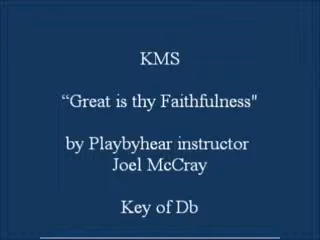 KMS
“Great is thy Faithfulness"
by Playbyhear instructor
Joel McCray
Key of Db